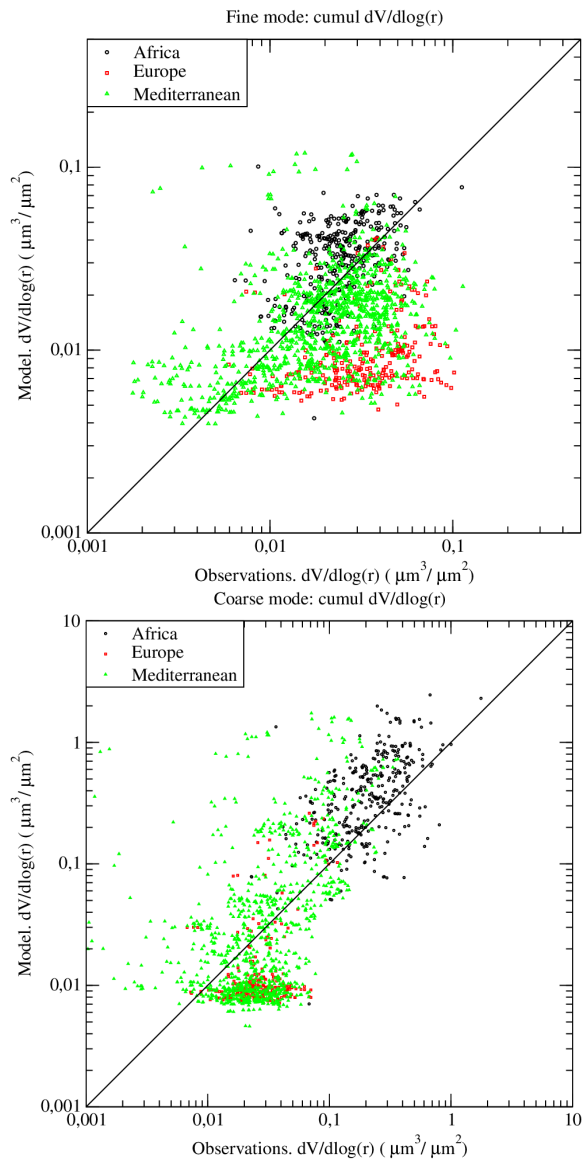 Fine mode: cumul dV/dlog(r)
Africa
Europe
Mediterranean
0,1
0,01
0,001
Model. dV/dlog(r) ( μm³/ μm²)
0,001
0,01
0,1
Observations. dV/dlog(r) ( μm³/ μm²)
Coarse mode: cumul dV/dlog(r)
10
Africa
Europe
Mediterranean
1
0,1
0,01
0,001
Model. dV/dlog(r) ( μm³/ μm²)
0,001
0,01
0,1
1
10
Observations. dV/dlog(r) ( μm³/ μm²)